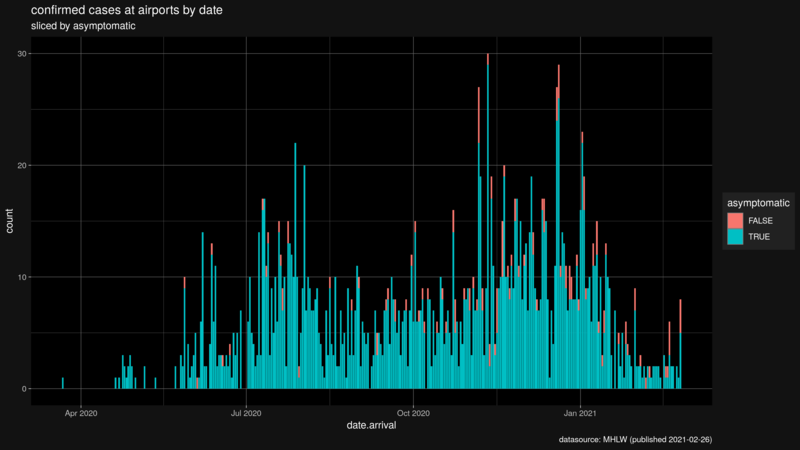 confirmed cases at airports by date
sliced by asymptomatic
30
20
10
0
count
Apr 2020
Jul 2020
Oct 2020
Jan 2021
date.arrival
asymptomatic
FALSE
TRUE
datasource: MHLW (published 2021-02-26)